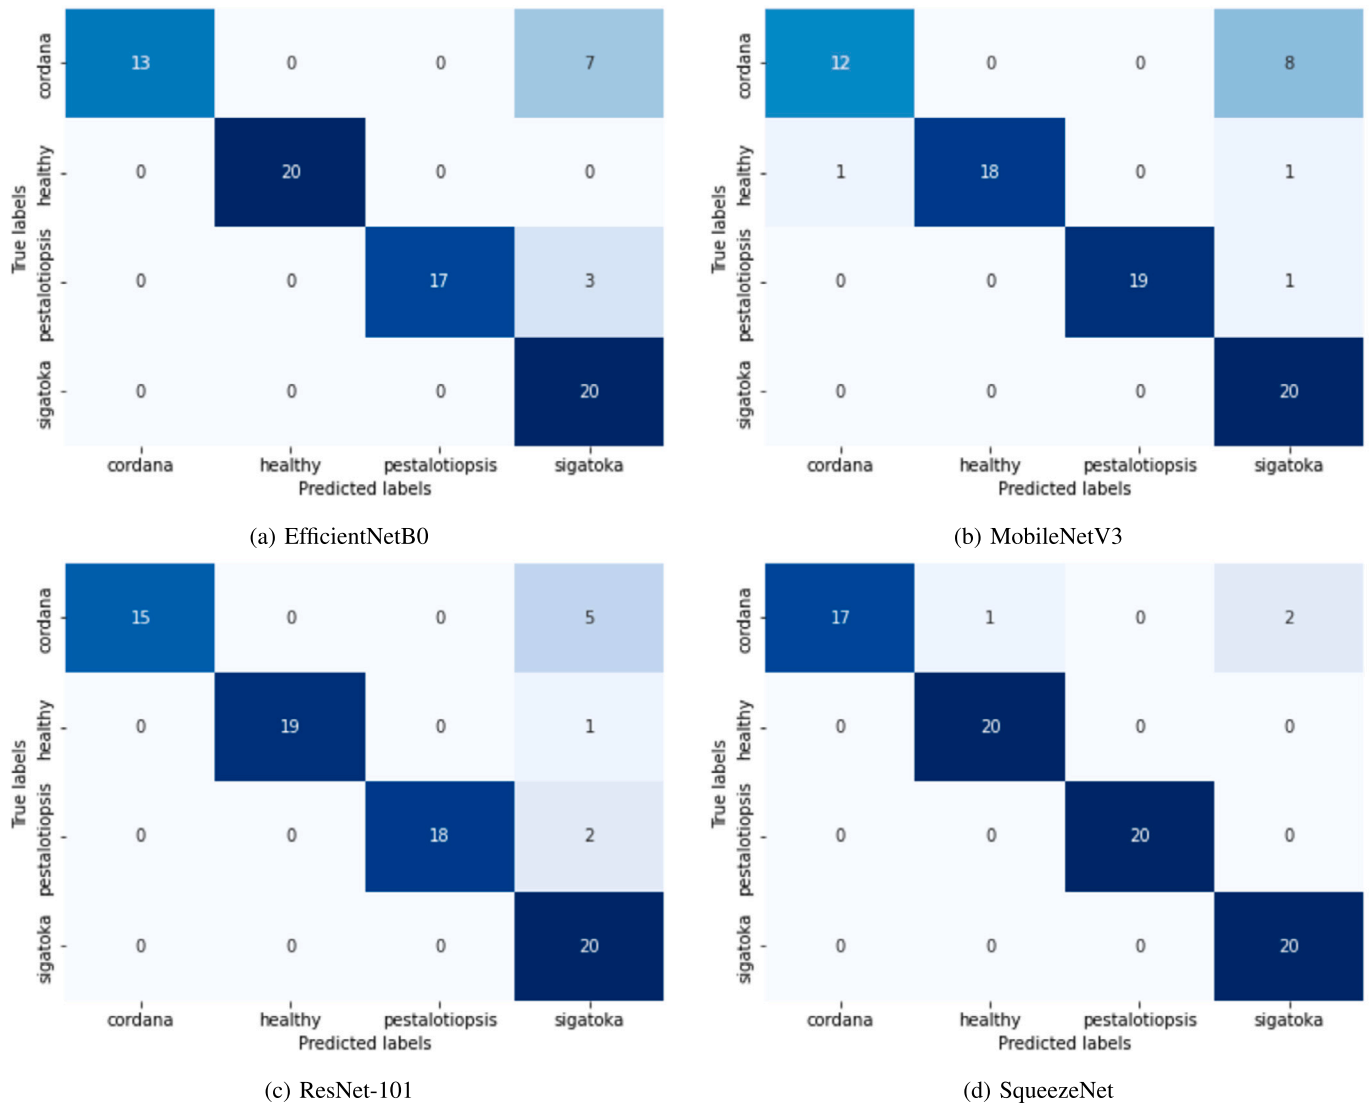 cordana 13 0 0 7
healthy 0 20 0 0
pestalotiopsis 0 0 17 3
sigatoka 0 0 0 20
True labels
cordana healthy pestalotiopsis sigatoka
Predicted labels
(a) EfficientNetB0
cordana 12 0 0 8
healthy 1 18 0 1
pestalotiopsis 0 0 19 1
sigatoka 0 0 0 20
True labels
cordana healthy pestalotiopsis sigatoka
Predicted labels
(b) MobileNetV3
cordana 15 0 0 5
healthy 0 19 0 1
pestalotiopsis 0 0 18 2
sigatoka 0 0 0 20
True labels
cordana healthy pestalotiopsis sigatoka
Predicted labels
(c) ResNet-101
cordana 17 1 0 2
healthy 0 20 0 0
pestalotiopsis 0 0 20 0
sigatoka 0 0 0 20
True labels
cordana healthy pestalotiopsis sigatoka
Predicted labels
(d) SqueezeNet